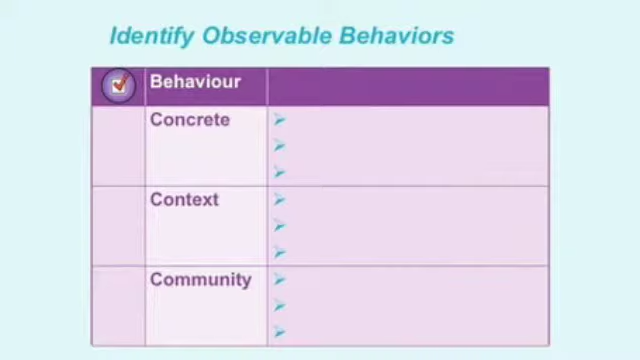 Identify Observable Behaviors
Behaviour
Concrete
Context
Community